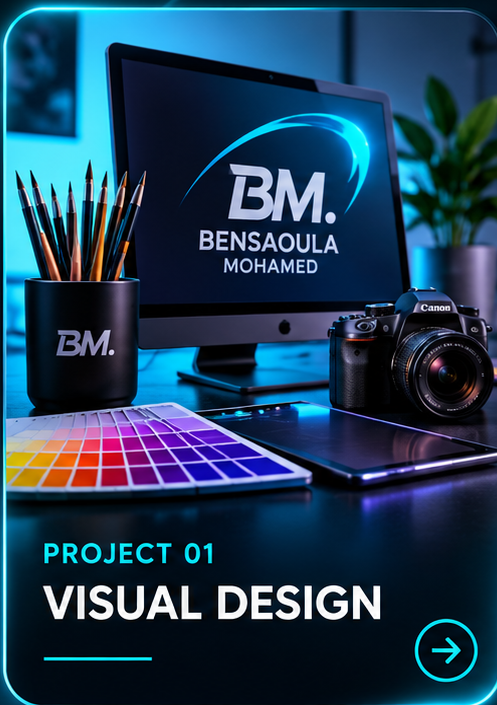 BM.
BENSAOULA
MOHAMED
BM.
Canon
PROJECT 01
VISUAL DESIGN